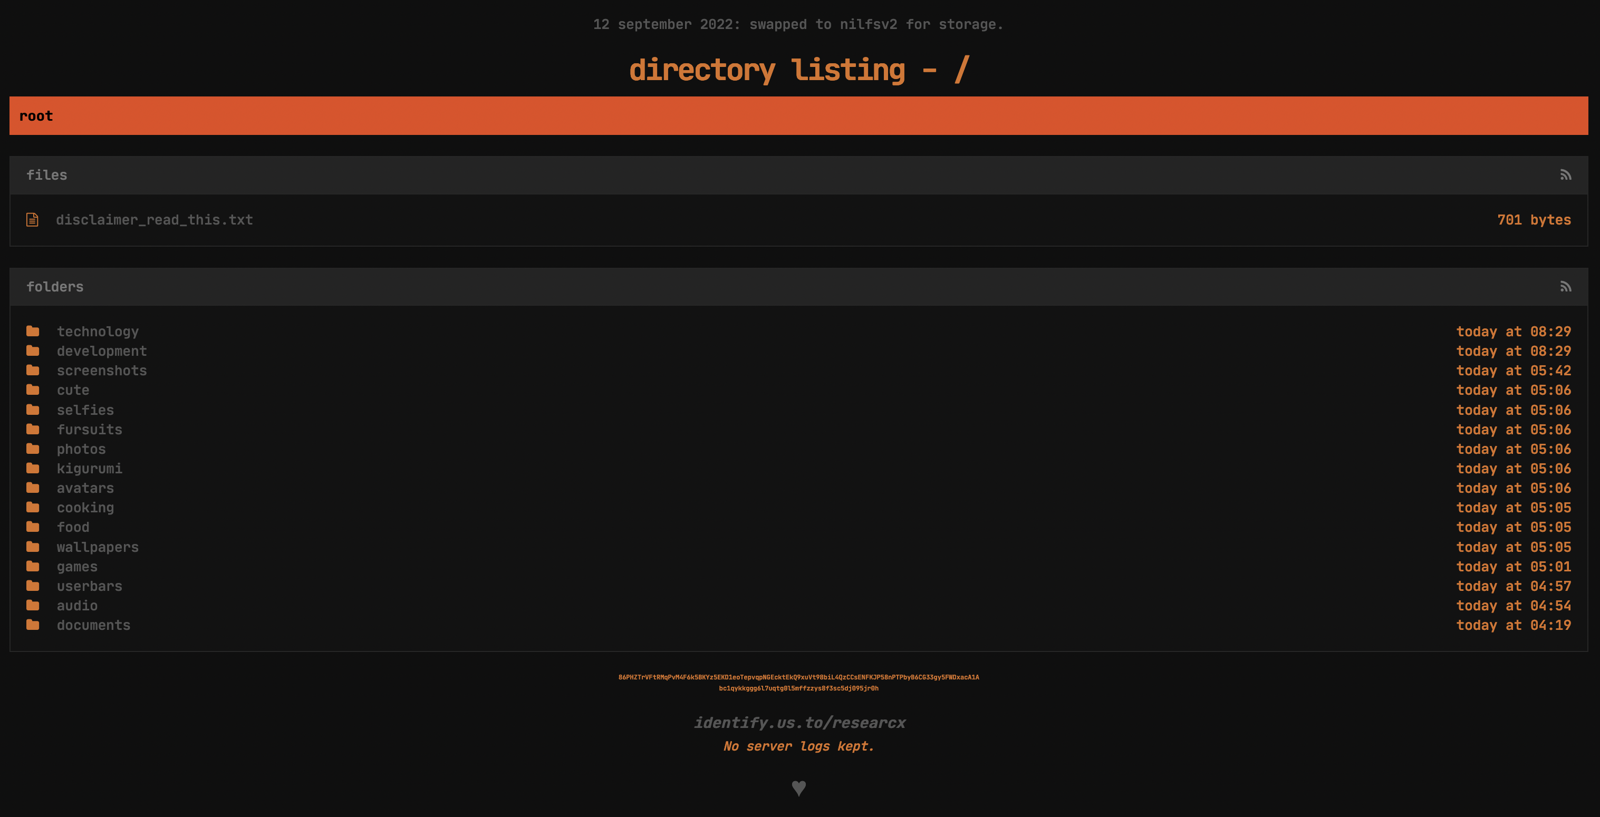 12 september 2022: swapped to nilfsv2 for storage.
directory listing - /
root
files
disclaimer_read_this.txt 701 bytes
folders
technology today at 08:29
development today at 08:29
screenshots today at 05:42
cute today at 05:06
selfies today at 05:06
fursuits today at 05:06
photos today at 05:06
kigurumi today at 05:06
avatars today at 05:06
cooking today at 05:05
food today at 05:05
wallpapers today at 05:05
games today at 05:01
userbars today at 04:57
audio today at 04:54
documents today at 04:19
identify.us.to/researcx
No server logs kept.
♥